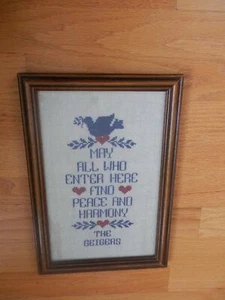 MAY
ALL WHO
ENTER HERE
FIND
PEACE AND
HARMONY
THE
GEIGERS